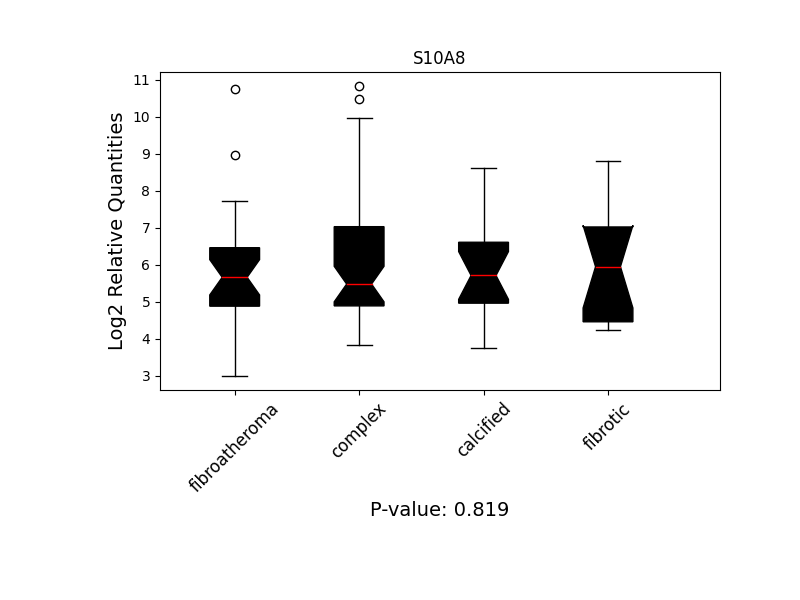 S10A8
Log2 Relative Quantities
11
10
9
8
7
6
5
4
3
fibroatheroma
complex
calcified
fibrotic
P-value: 0.819